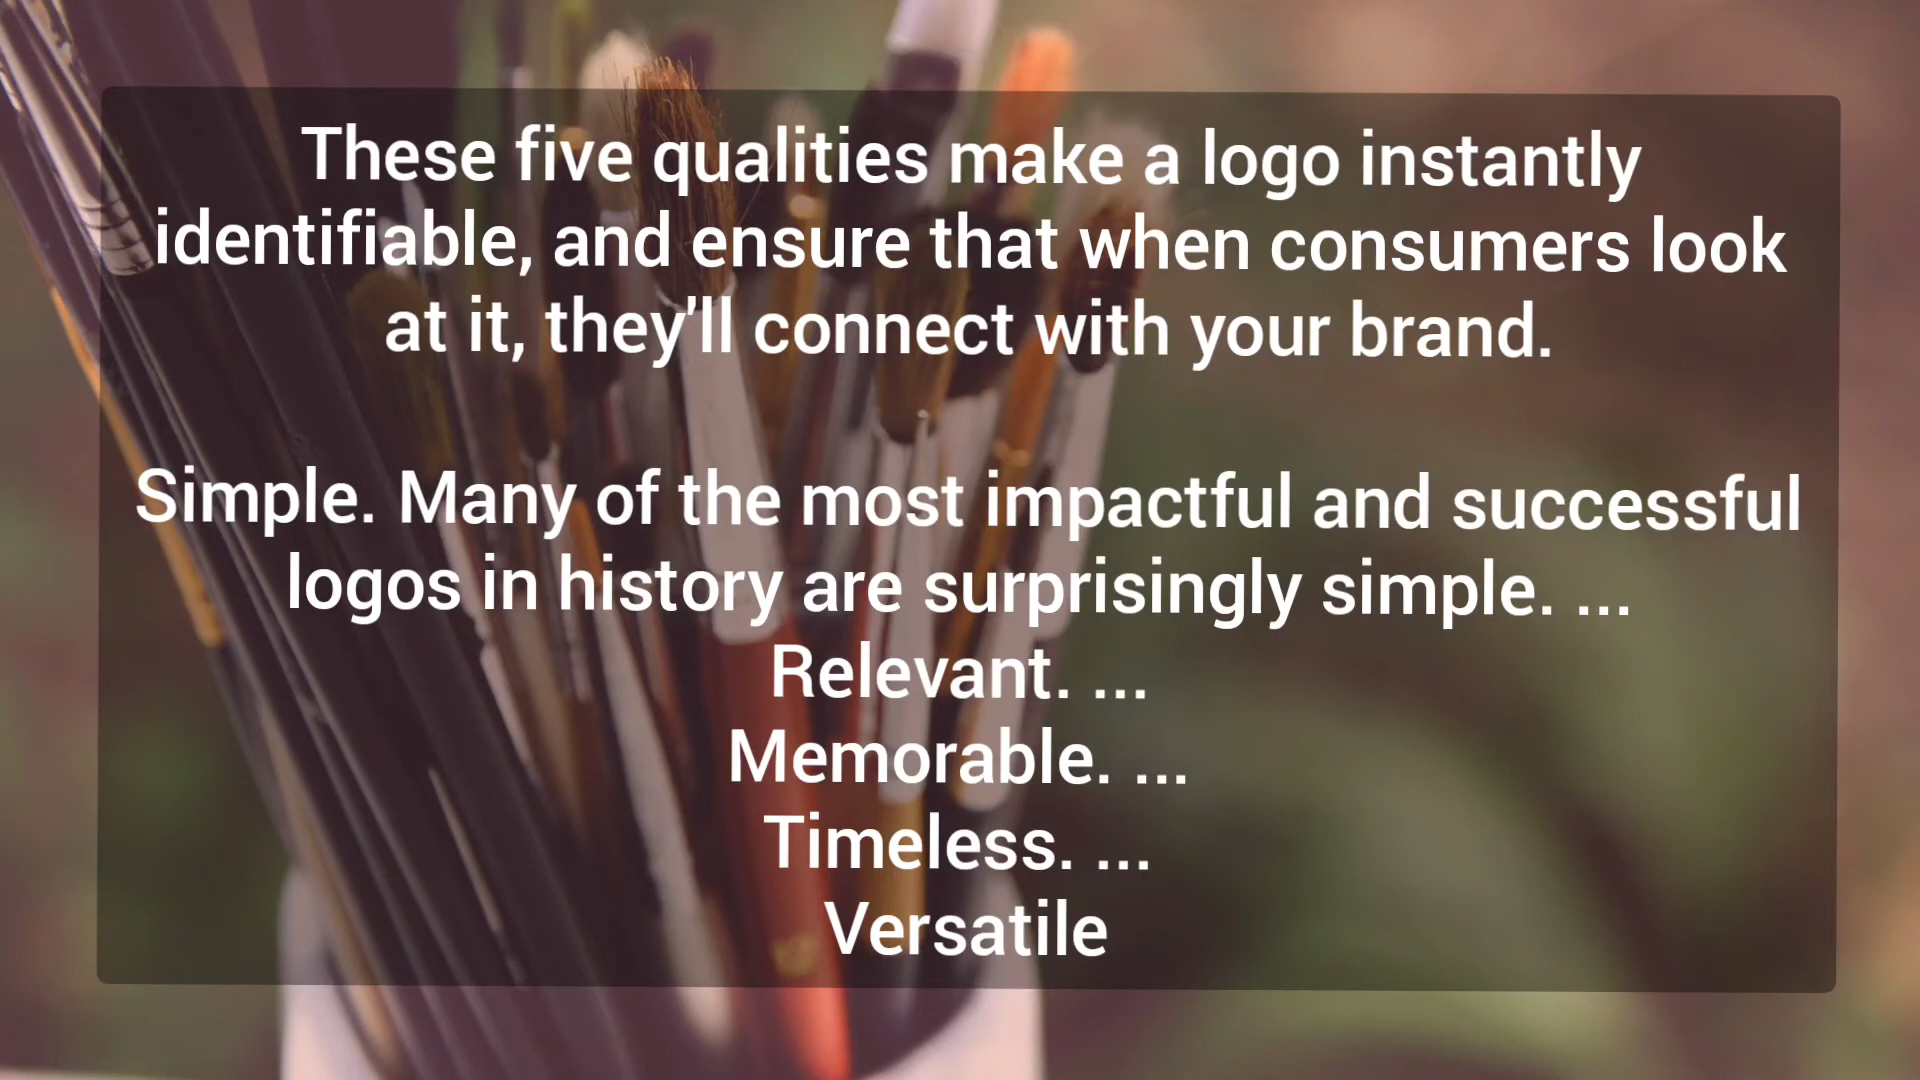 These five qualities make a logo instantly
identifiable, and ensure that when consumers look
at it, they'll connect with your brand.
Simple. Many of the most impactful and successful
logos in history are surprisingly simple. ...
Relevant. ...
Memorable. ...
Timeless. ...
Versatile